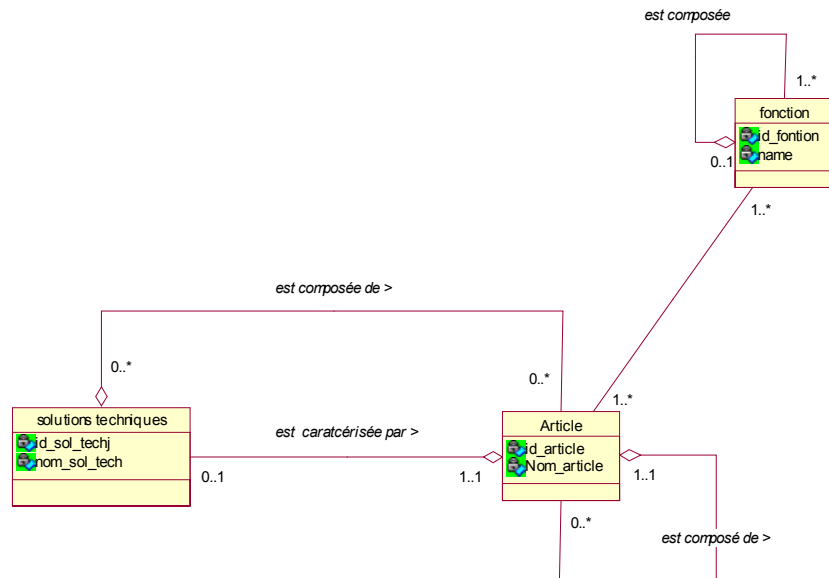 est composée
1..*
fonction
id_fontion
name
0..1
1..*
est composée de >
0..*
0..*
1..*
solutions techniques
id_sol_techj
nom_sol_tech
est caratcérisée par >
0..1
1..1
Article
id_article
Nom_article
1..1
0..*
est composé de >